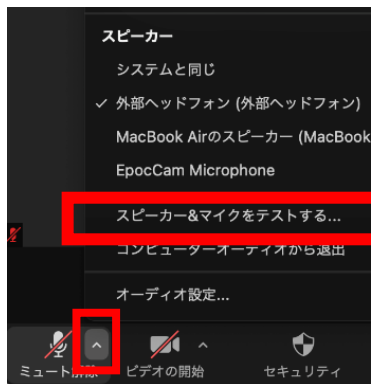 スピーカー
システムと同じ
✓ 外部ヘッドフォン (外部ヘッドフォン)
MacBook Airのスピーカー (MacBook
EpocCam Microphone
スピーカー&マイクをテストする...
コンピューターオーディオから退出
オーディオ設定...
ミュート解除 ビデオの開始 セキュリティ